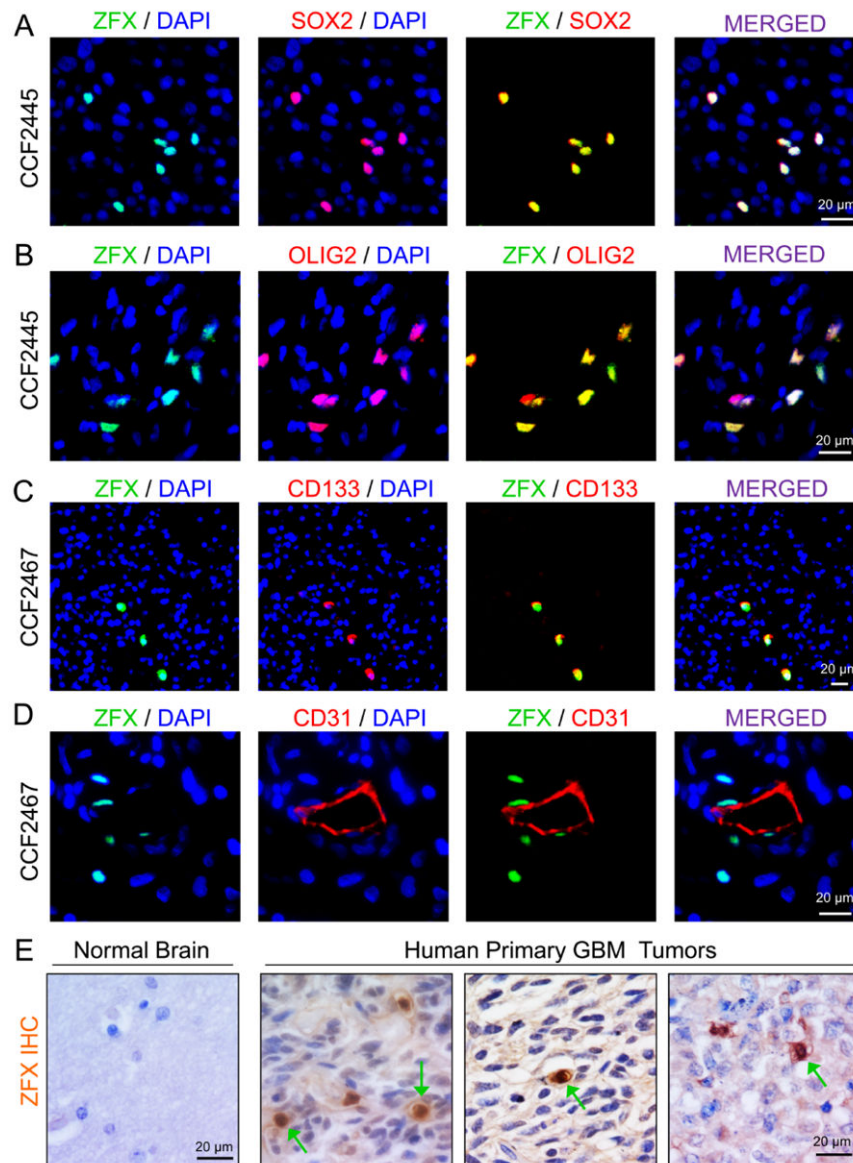 A
ZFX / DAPI
SOX2 / DAPI
ZFX / SOX2
MERGED
CCF2445
20 µm
B
ZFX / DAPI
OLIG2 / DAPI
ZFX / OLIG2
MERGED
CCF2445
20 µm
C
ZFX / DAPI
CD133 / DAPI
ZFX / CD133
MERGED
CCF2467
20 µm
D
ZFX / DAPI
CD31 / DAPI
ZFX / CD31
MERGED
CCF2467
20 µm
E
Normal Brain
Human Primary GBM Tumors
ZFX IHC
20 µm
20 µm